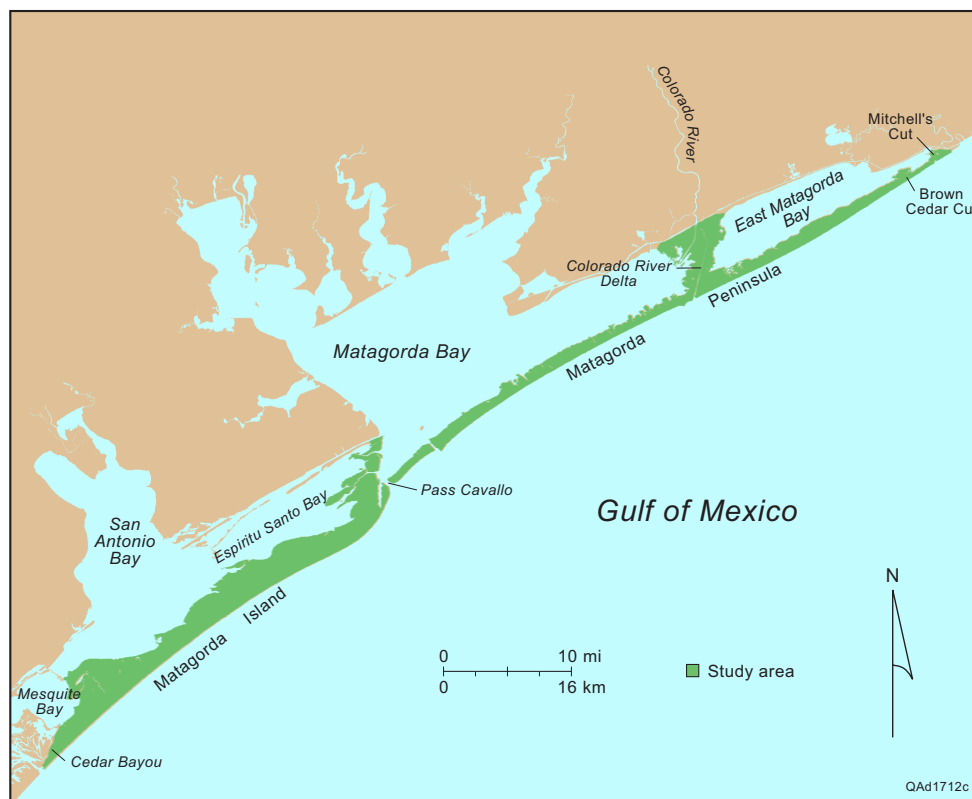 Colorado River
Mitchell's
Cut
Brown
Cedar Cu
East Matagorda
Bay
Colorado River
Delta
Peninsula
Matagorda
Matagorda Bay
Pass Cavallo
Gulf of Mexico
Espiritu Santo Bay
San
Antonio
Bay
Island
Matagorda
N
0 10 mi
0 16 km
Study area
Mesquite
Bay
Cedar Bayou
QAd1712c